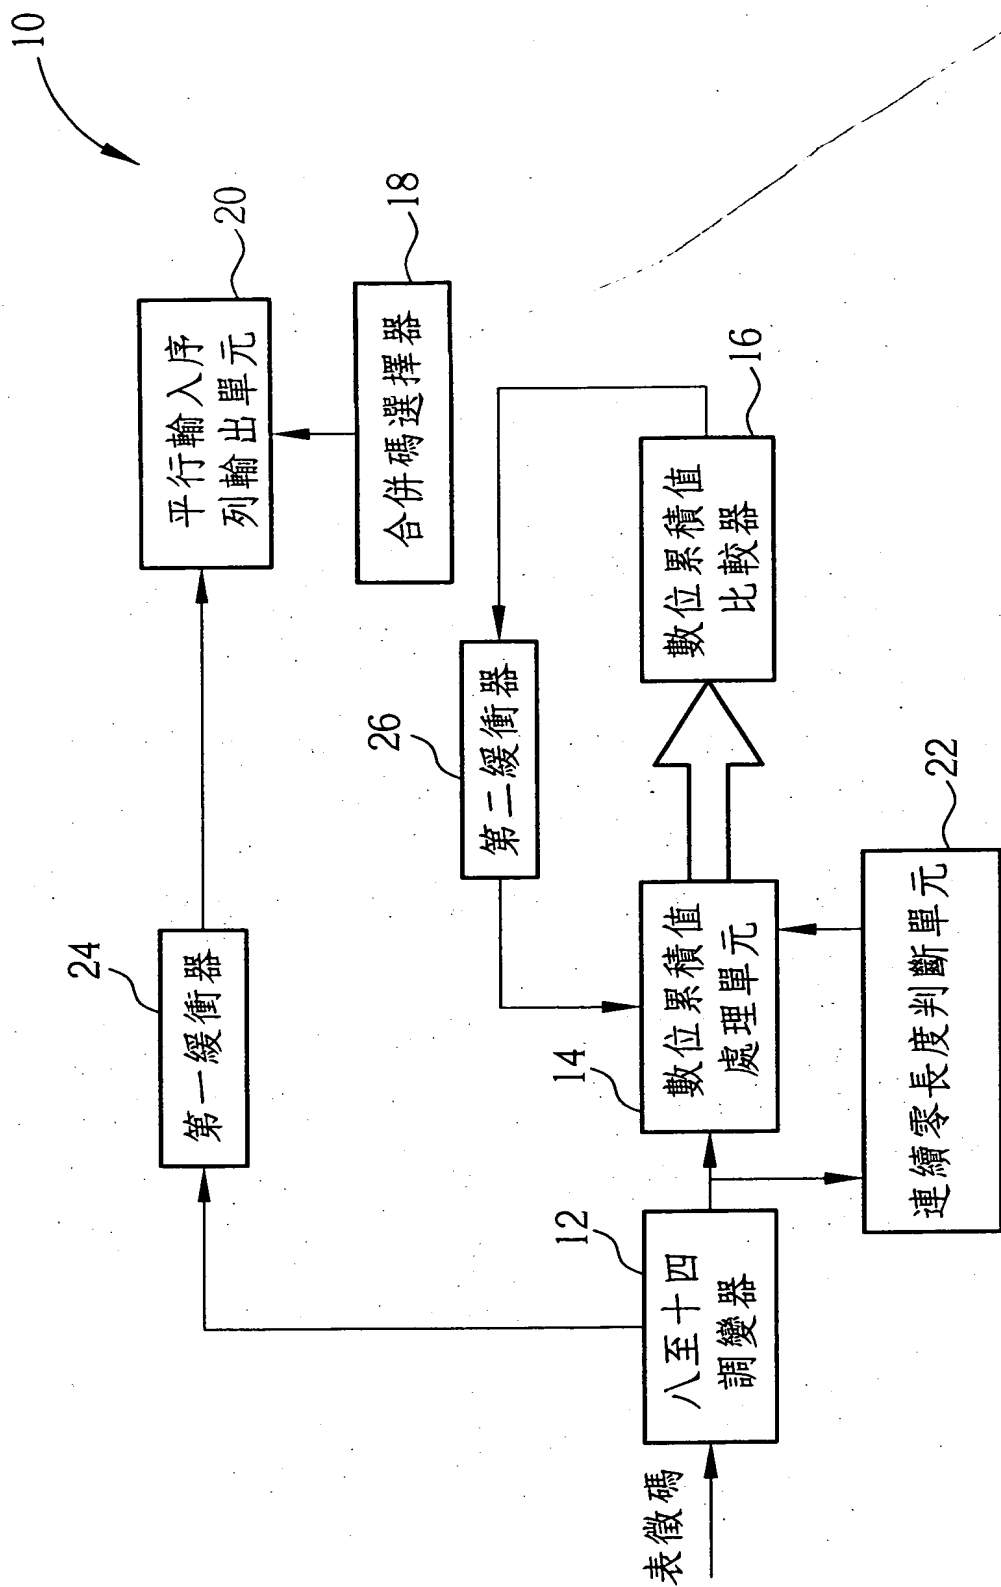 10
24
第一緩衝器
平行輸入序
列輸出單元
20
合併碼選擇器
18
26
第二緩衝器
表徵碼
12
八至十四
調變器
14
數位累積值
處理單元
數位累積值
比較器
16
連續零長度判斷單元
22